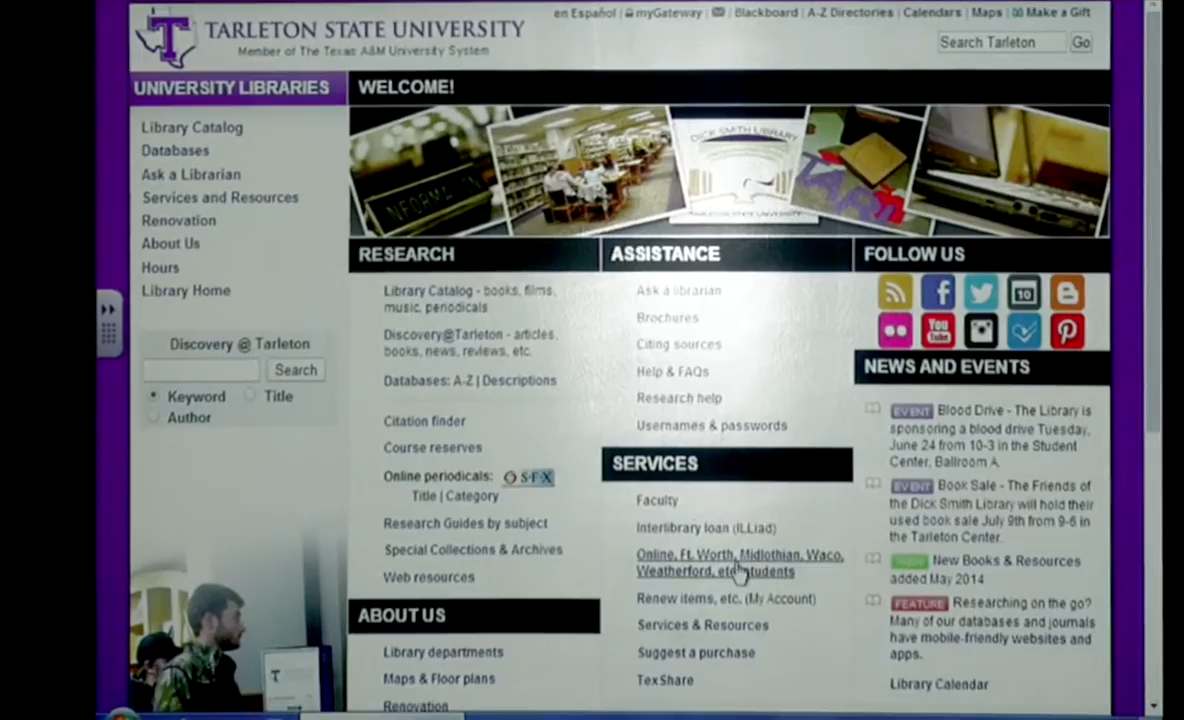 TARLETON STATE UNIVERSITY
Member of The Texas A&M University System
en Español | myGateway | Blackboard | A-Z Directories | Calendars | Maps | Make a Gift
Search Tarleton Go
UNIVERSITY LIBRARIES
Library Catalog
Databases
Ask a Librarian
Services and Resources
Renovation
About Us
Hours
Library Home
Discovery @ Tarleton
Search
Keyword Title
Author
WELCOME!
INFORMATION
DICK SMITH LIBRARY
TARLETON STATE UNIVERSITY
RESEARCH
Library Catalog - books, films,
music, periodicals
Discovery@Tarleton - articles,
books, news, reviews, etc.
Databases: A-Z | Descriptions
Citation finder
Course reserves
Online periodicals: S·F·X
Title | Category
Research Guides by subject
Special Collections & Archives
Web resources
ABOUT US
Library departments
Maps & Floor plans
Renovation
ASSISTANCE
Ask a librarian
Brochures
Citing sources
Help & FAQs
Research help
Usernames & passwords
SERVICES
Faculty
Interlibrary loan (ILLiad)
Online, Ft. Worth, Midlothian, Waco,
Weatherford, etc. students
Renew items, etc. (My Account)
Services & Resources
Suggest a purchase
TexShare
FOLLOW US
10
You
Tube
NEWS AND EVENTS
EVENT Blood Drive - The Library is
sponsoring a blood drive Tuesday,
June 24 from 10-3 in the Student
Center, Ballroom A.
EVENT Book Sale - The Friends of
the Dick Smith Library will hold their
used book sale July 9th from 9-6 in
the Tarleton Center.
New Books & Resources
added May 2014
FEATURE Researching on the go?
Many of our databases and journals
have mobile-friendly websites and
apps.
Library Calendar